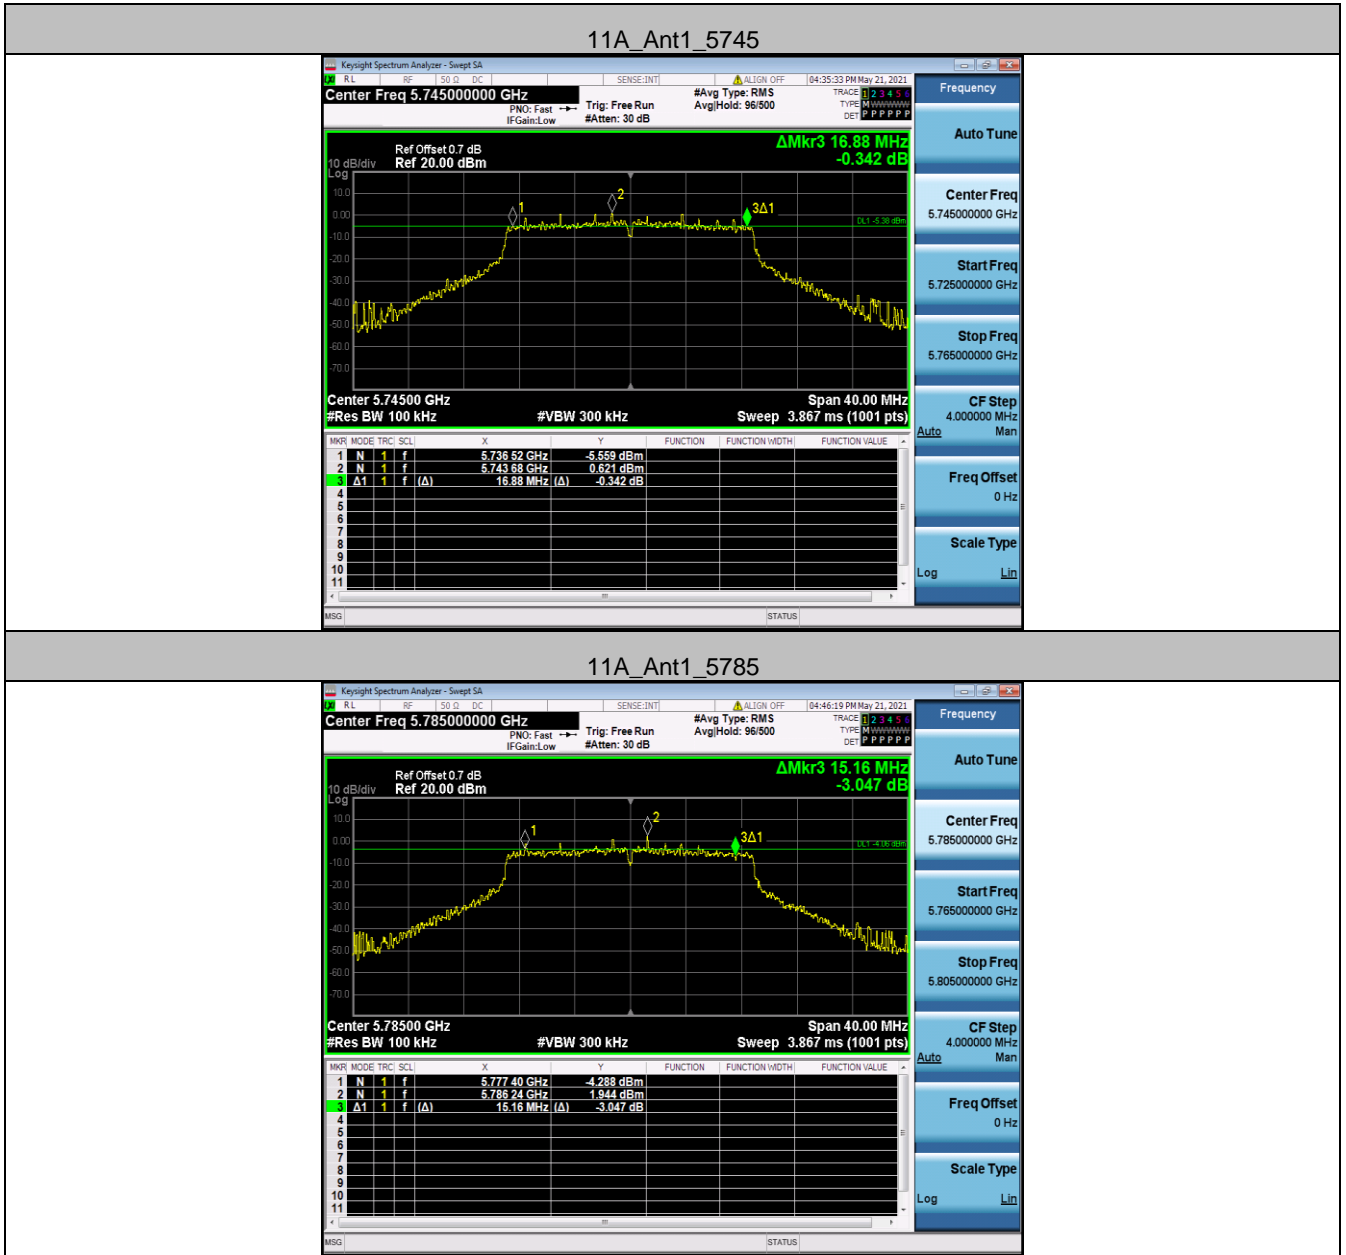 11A_Ant1_5745
Keysight Spectrum Analyzer - Swept SA
RL RF 50 Ω DC SENSE:INT ALIGN OFF 04:35:33 PM May 21, 2021
Center Freq 5.745000000 GHz
PNO: Fast
IFGain:Low
Trig: Free Run
#Atten: 30 dB
#Avg Type: RMS
Avg|Hold: 96/500
TRACE 1 2 3 4 5 6
TYPE M WWWWW
DET P P P P P P
Frequency
Auto Tune
Center Freq
5.745000000 GHz
Start Freq
5.725000000 GHz
Stop Freq
5.765000000 GHz
CF Step
4.000000 MHz
Auto Man
Freq Offset
0 Hz
Scale Type
Log Lin
ΔMkr3 16.88 MHz
-0.342 dB
Ref Offset 0.7 dB
10 dB/div Ref 20.00 dBm
Log
10.0
0.00
-10.0
-20.0
-30.0
-40.0
-50.0
-60.0
-70.0
1
2
3Δ1
DL1 -5.38 dBm
Center 5.74500 GHz Span 40.00 MHz
#Res BW 100 kHz #VBW 300 kHz Sweep 3.867 ms (1001 pts)
MKR MODE TRC SCL X Y FUNCTION FUNCTION WIDTH FUNCTION VALUE
1 N 1 f 5.736 52 GHz -5.559 dBm
2 N 1 f 5.743 68 GHz 0.621 dBm
3 Δ1 1 f (Δ) 16.88 MHz (Δ) -0.342 dB
4
5
6
7
8
9
10
11
MSG STATUS
11A_Ant1_5785
Keysight Spectrum Analyzer - Swept SA
RL RF 50 Ω DC SENSE:INT ALIGN OFF 04:46:19 PM May 21, 2021
Center Freq 5.785000000 GHz
PNO: Fast
IFGain:Low
Trig: Free Run
#Atten: 30 dB
#Avg Type: RMS
Avg|Hold: 96/500
TRACE 1 2 3 4 5 6
TYPE M WWWWW
DET P P P P P P
Frequency
Auto Tune
Center Freq
5.785000000 GHz
Start Freq
5.765000000 GHz
Stop Freq
5.805000000 GHz
CF Step
4.000000 MHz
Auto Man
Freq Offset
0 Hz
Scale Type
Log Lin
ΔMkr3 15.16 MHz
-3.047 dB
Ref Offset 0.7 dB
10 dB/div Ref 20.00 dBm
Log
10.0
0.00
-10.0
-20.0
-30.0
-40.0
-50.0
-60.0
-70.0
1
2
3Δ1
DL1 -4.06 dBm
Center 5.78500 GHz Span 40.00 MHz
#Res BW 100 kHz #VBW 300 kHz Sweep 3.867 ms (1001 pts)
MKR MODE TRC SCL X Y FUNCTION FUNCTION WIDTH FUNCTION VALUE
1 N 1 f 5.777 40 GHz -4.288 dBm
2 N 1 f 5.786 24 GHz 1.944 dBm
3 Δ1 1 f (Δ) 15.16 MHz (Δ) -3.047 dB
4
5
6
7
8
9
10
11
MSG STATUS